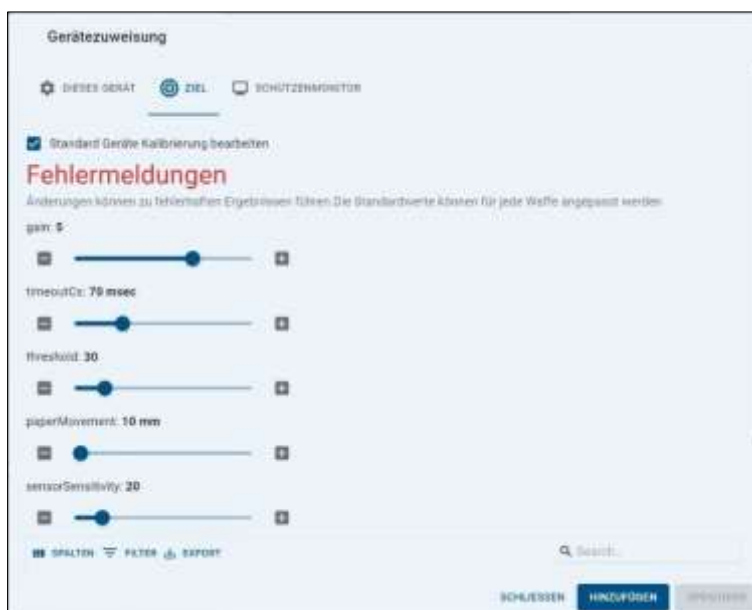 Gerätezuweisung
DIESES GERÄT ZIEL SCHÜTZENMONITOR
Standard Geräte Kalibrierung bearbeiten
Fehlermeldungen
Änderungen können zu fehlerhaften Ergebnissen führen Die Standardwerte können für jede Waffe angepasst werden
gain: 5
timeoutCs: 70 msec
threshold: 30
paperMovement: 10 mm
sensorSensitivity: 20
SPALTEN FILTER EXPORT Search...
SCHLIESSEN HINZUFÜGEN